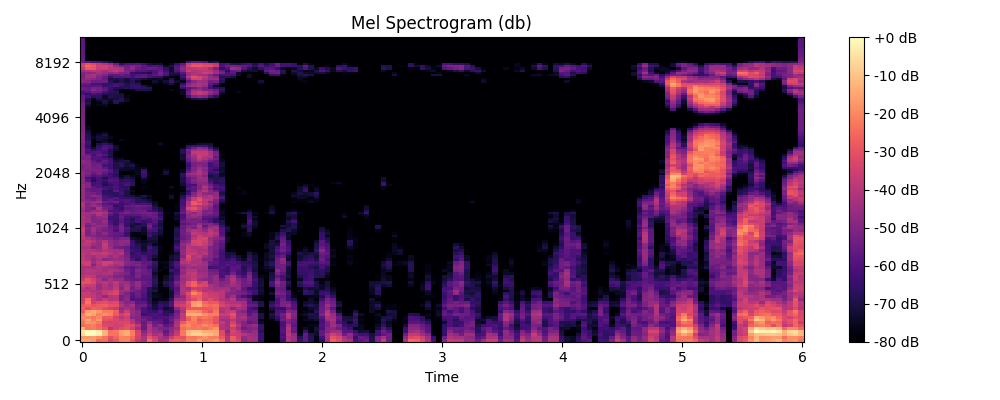 Mel Spectrogram (db)
Hz
8192
4096
2048
1024
512
0
0 1 2 3 4 5 6
Time
+0 dB
-10 dB
-20 dB
-30 dB
-40 dB
-50 dB
-60 dB
-70 dB
-80 dB